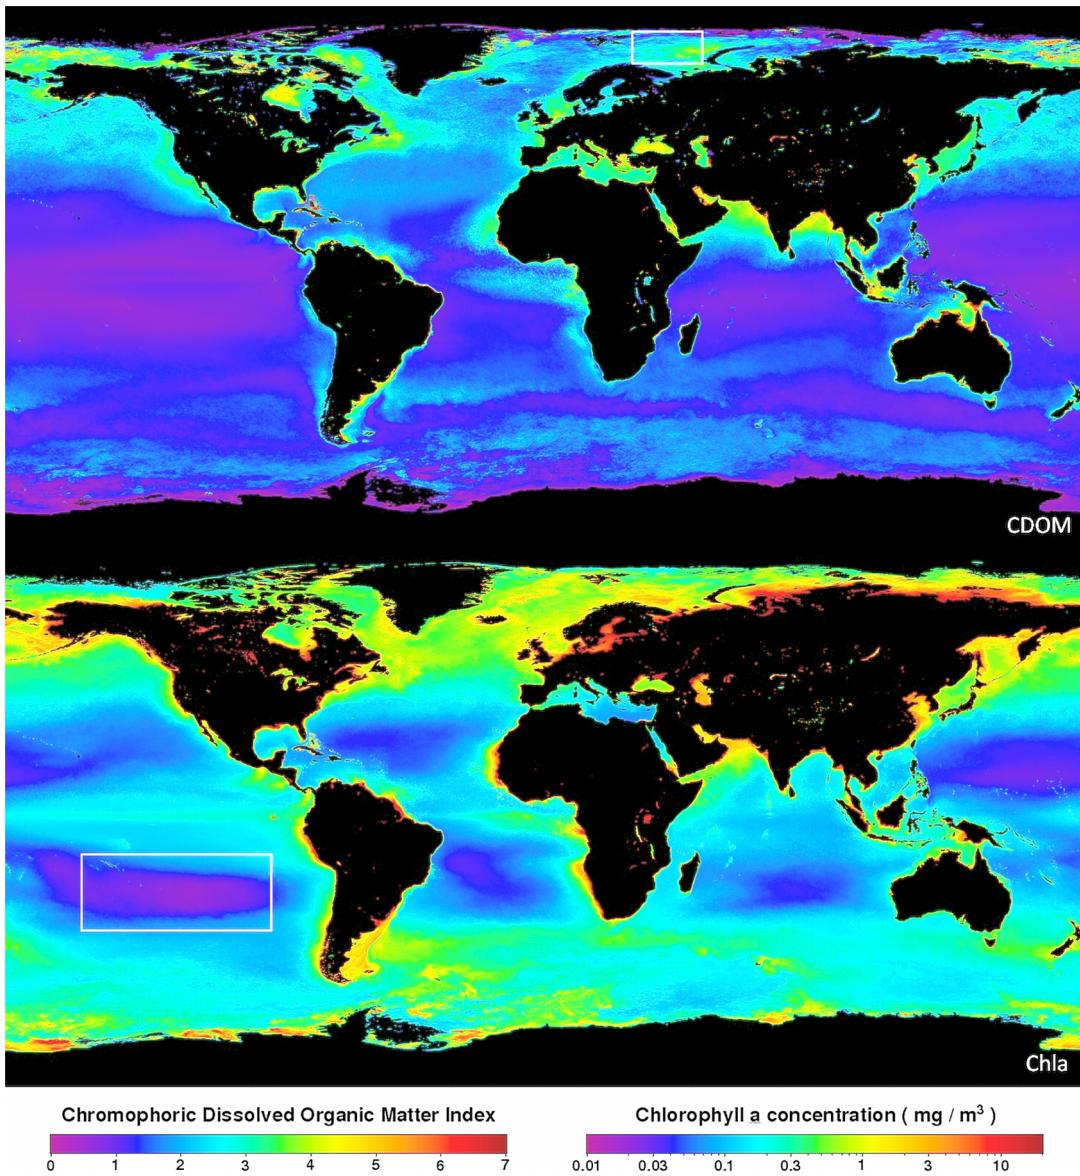 CDOM
Chla
Chromophoric Dissolved Organic Matter Index
0 1 2 3 4 5 6 7
Chlorophyll a concentration ( mg / m³ )
0.01 0.03 0.1 0.3 1 3 10